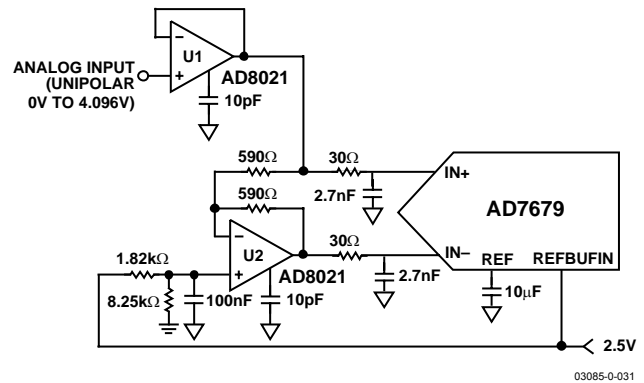 U1
ANALOG INPUT
(UNIPOLAR
0V TO 4.096V)
AD8021
10pF
590Ω
30Ω
IN+
2.7nF
590Ω
AD7679
30Ω
IN–
U2
REF
REFBUFIN
1.82kΩ
AD8021
2.7nF
8.25kΩ
100nF
10pF
10μF
2.5V
03085-0-031